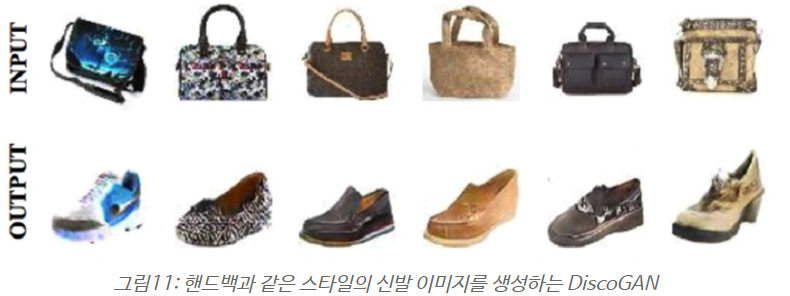 INPUT
OUTPUT
그림11: 핸드백과 같은 스타일의 신발 이미지를 생성하는 DiscoGAN